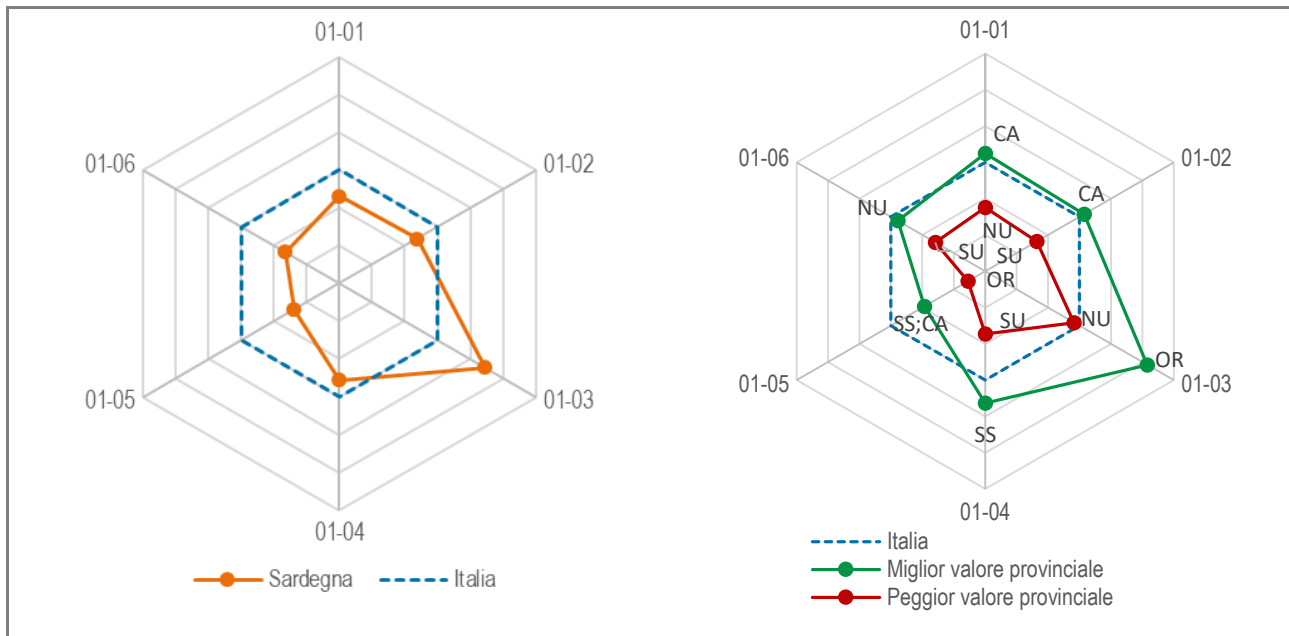 01-01
01-02
01-03
01-04
01-05
01-06
Sardegna
Italia
01-01
01-02
01-03
01-04
01-05
01-06
CA
CA
OR
SS
SS;CA
NU
NU
SU
NU
SU
OR
SU
Italia
Miglior valore provinciale
Peggior valore provinciale